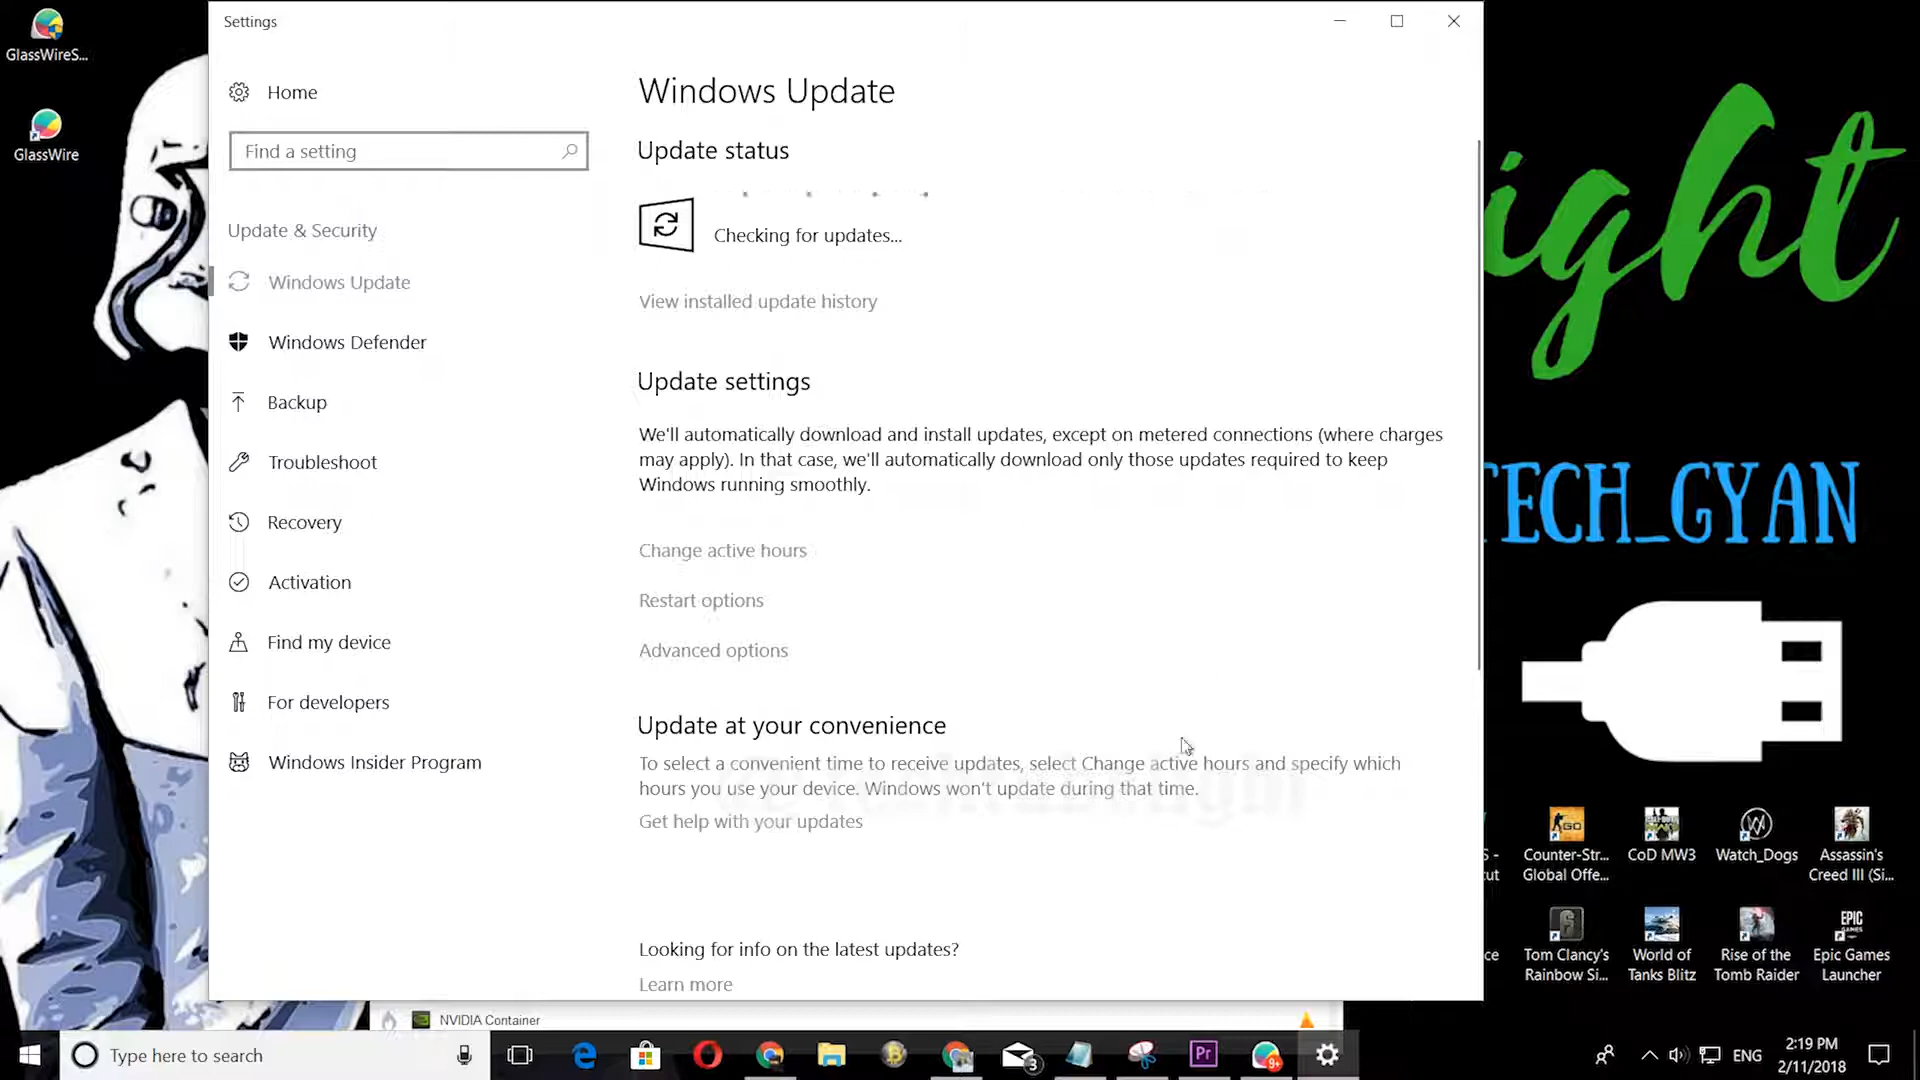 GlassWireS...
GlassWire
Settings
Home
Find a setting
Update & Security
Windows Update
Windows Defender
Backup
Troubleshoot
Recovery
Activation
Find my device
For developers
Windows Insider Program
Windows Update
Update status
Checking for updates...
View installed update history
Update settings
We'll automatically download and install updates, except on metered connections (where charges
may apply). In that case, we'll automatically download only those updates required to keep
Windows running smoothly.
Change active hours
Restart options
Advanced options
Update at your convenience
To select a convenient time to receive updates, select Change active hours and specify which
hours you use your device. Windows won't update during that time.
Get help with your updates
Looking for info on the latest updates?
Learn more
ight
TECH_GYAN
GO
Counter-Str...
Global Offe...
CoD MW3
Watch_Dogs
Assassin's
Creed III (Si...
Tom Clancy's
Rainbow Si...
World of
Tanks Blitz
Rise of the
Tomb Raider
EPIC
GAMES
Epic Games
Launcher
NVIDIA Container
Type here to search
3
Pr
9+
ENG
2:19 PM
2/11/2018